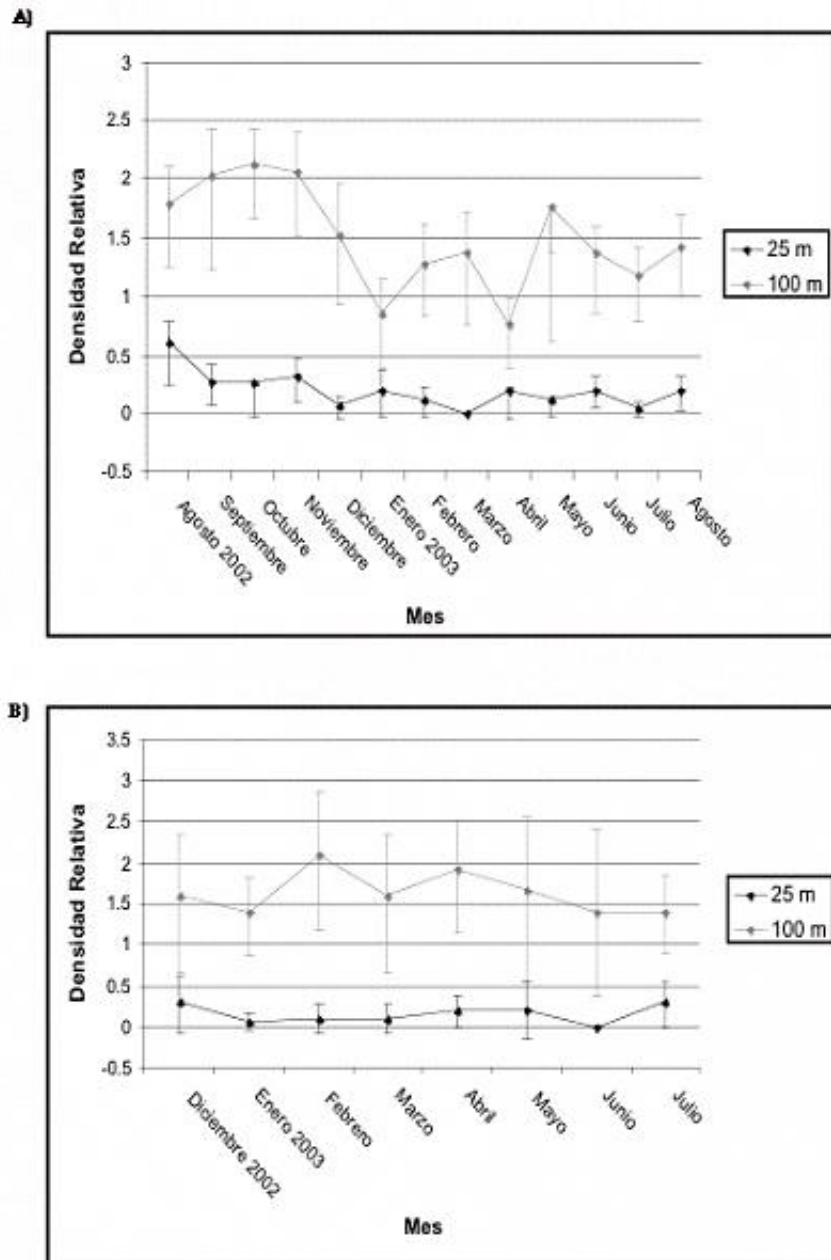 A)
3
2.5
2
1.5
1
0.5
0
-0.5
Densidad Relativa
Agosto 2002
Septiembre
Octubre
Noviembre
Diciembre
Enero 2003
Febrero
Marzo
Abril
Mayo
Junio
Julio
Agosto
Mes
25 m
100 m
B)
3.5
3
2.5
2
1.5
1
0.5
0
-0.5
Densidad Relativa
Diciembre 2002
Enero 2003
Febrero
Marzo
Abril
Mayo
Junio
Julio
Mes
25 m
100 m